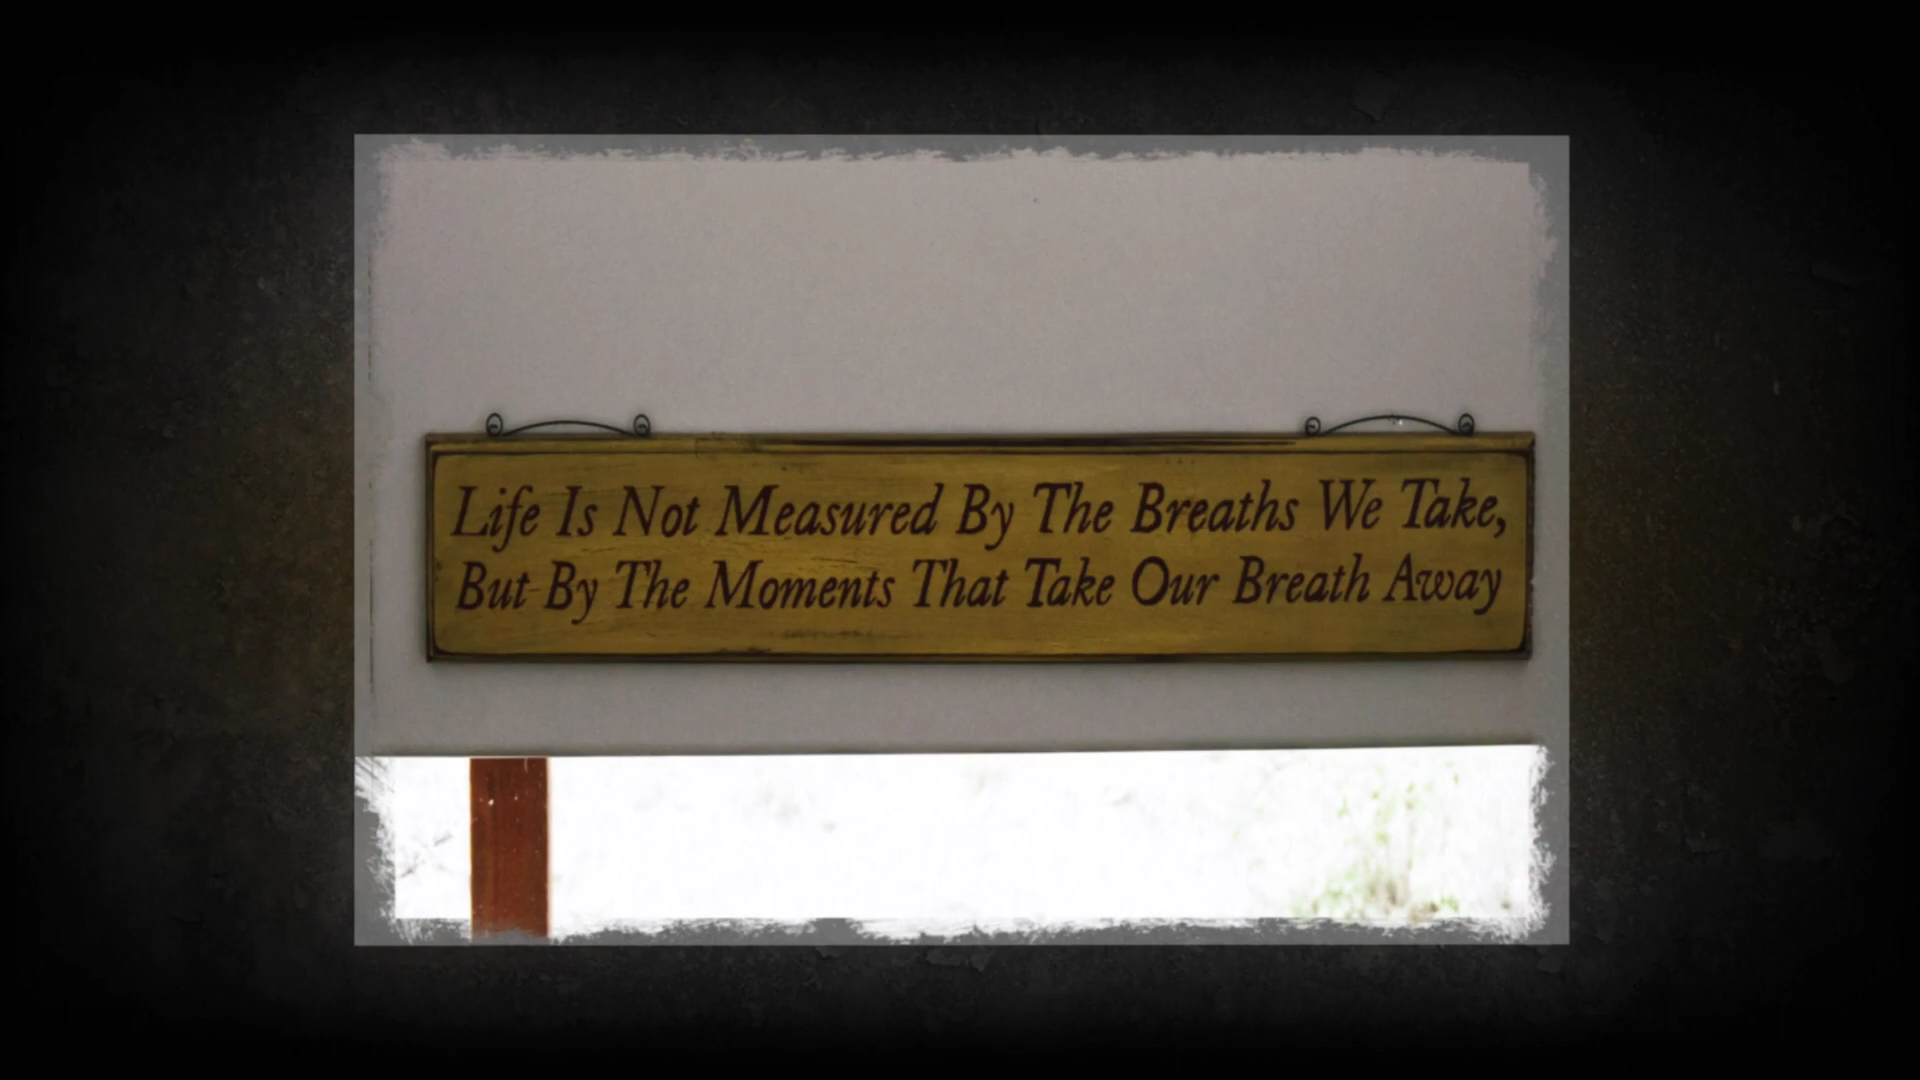 Life Is Not Measured By The Breaths We Take,
But By The Moments That Take Our Breath Away